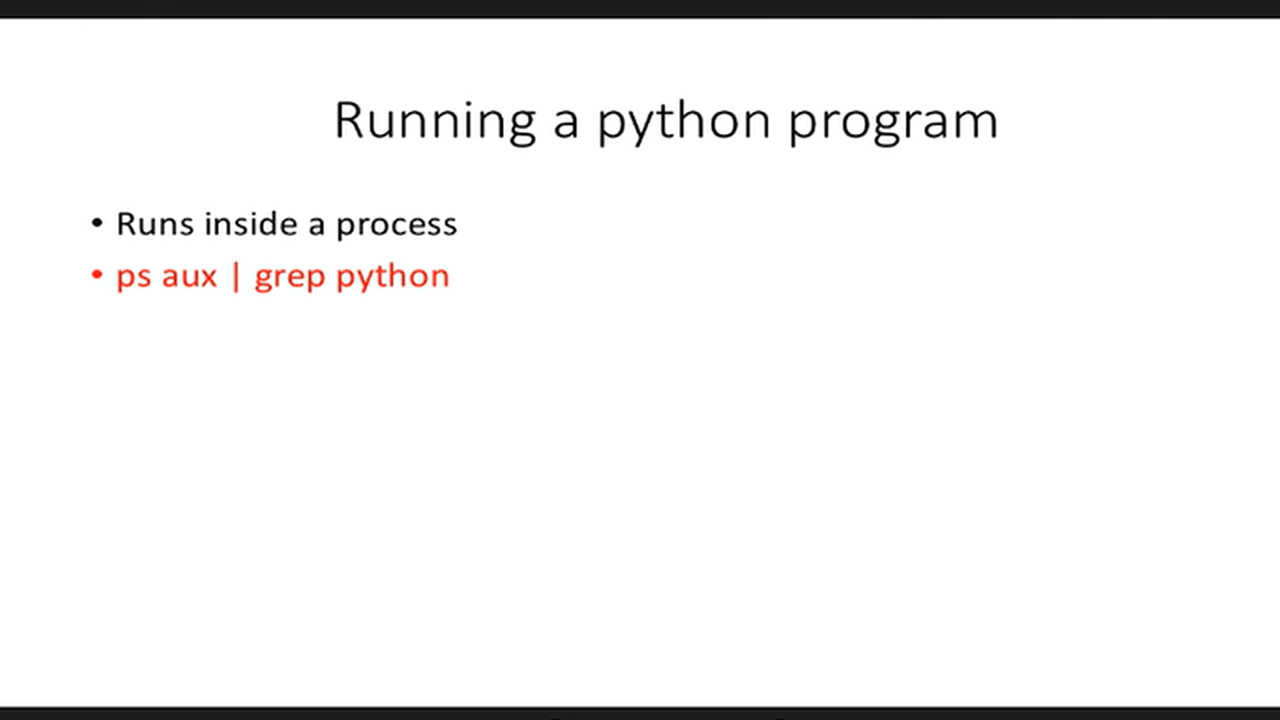 Running a python program
• Runs inside a process
• ps aux | grep python